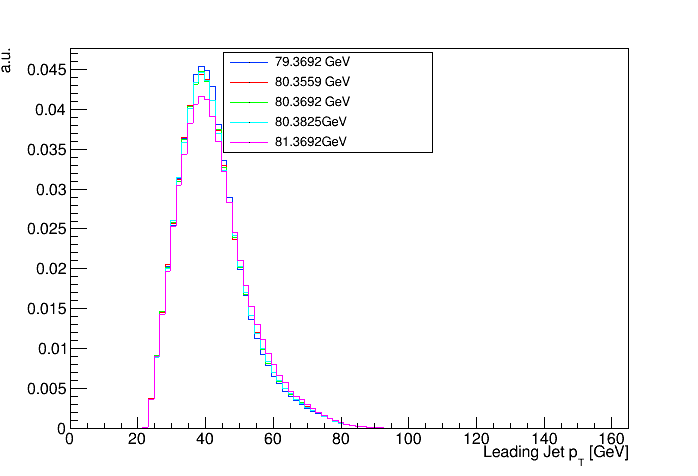 a.u.
79.3692 GeV
80.3559 GeV
80.3692 GeV
80.3825GeV
81.3692GeV
0.045
0.04
0.035
0.03
0.025
0.02
0.015
0.01
0.005
0
0 20 40 60 80 100 120 140 160
Leading Jet p_T [GeV]